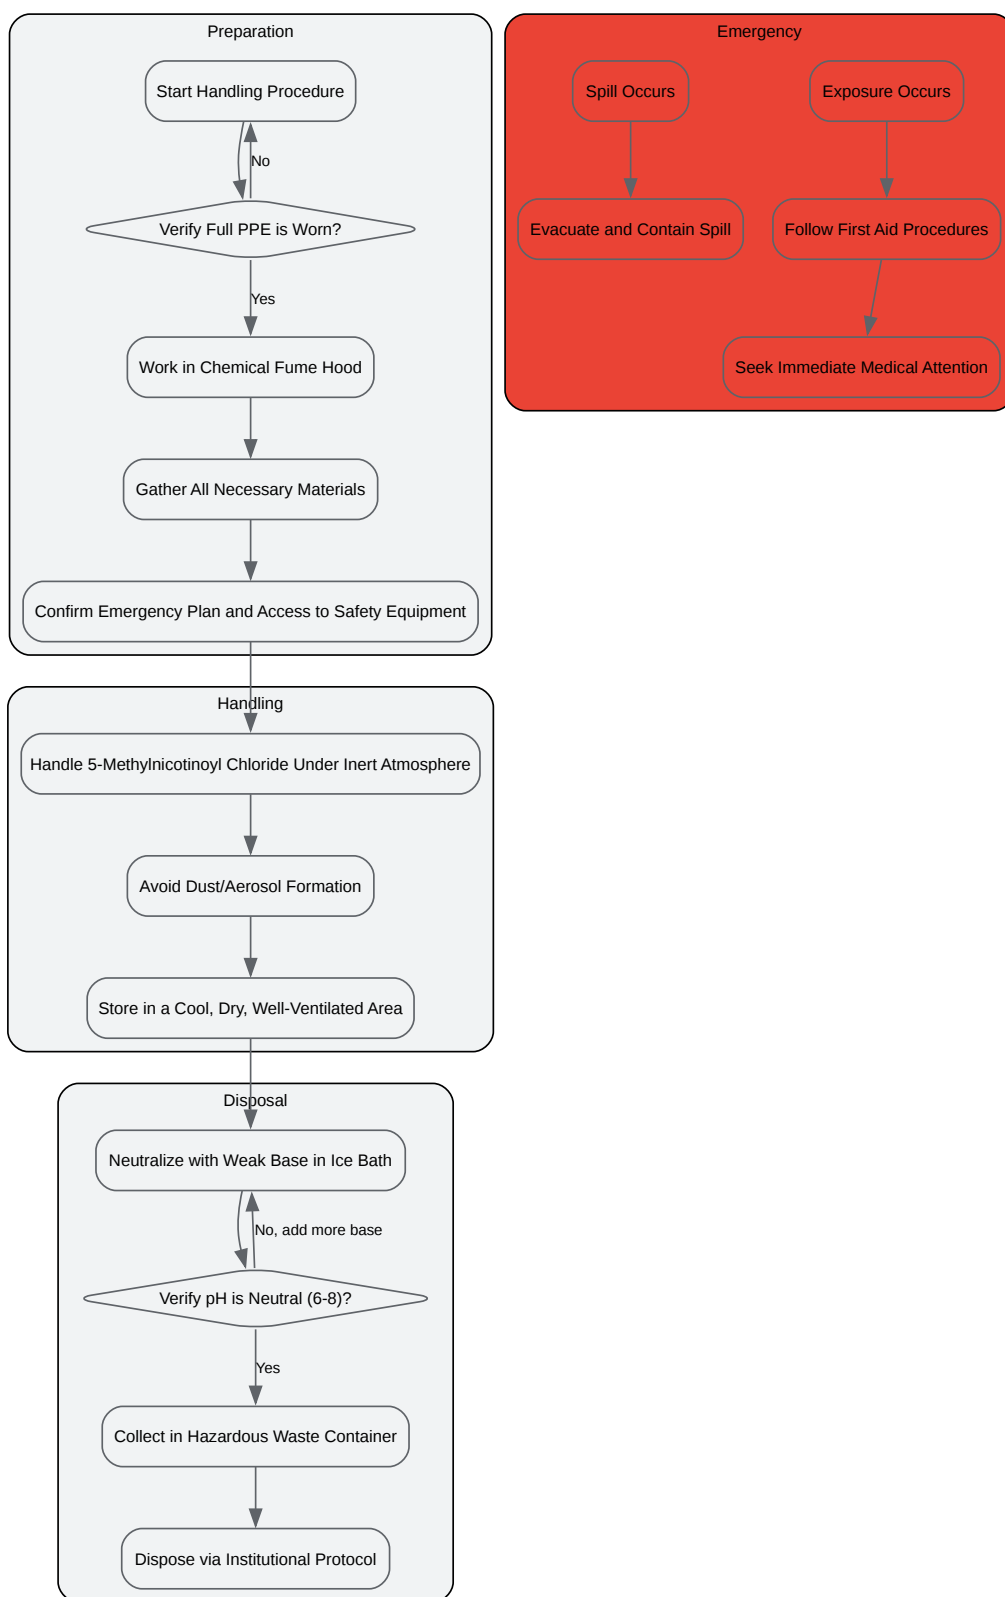 Preparation
Start Handling Procedure
No
Verify Full PPE is Worn?
Yes
Work in Chemical Fume Hood
Gather All Necessary Materials
Confirm Emergency Plan and Access to Safety Equipment
Emergency
Spill Occurs
Exposure Occurs
Evacuate and Contain Spill
Follow First Aid Procedures
Seek Immediate Medical Attention
Handling
Handle 5-Methylnicotinoyl Chloride Under Inert Atmosphere
Avoid Dust/Aerosol Formation
Store in a Cool, Dry, Well-Ventilated Area
Disposal
Neutralize with Weak Base in Ice Bath
No, add more base
Verify pH is Neutral (6-8)?
Yes
Collect in Hazardous Waste Container
Dispose via Institutional Protocol